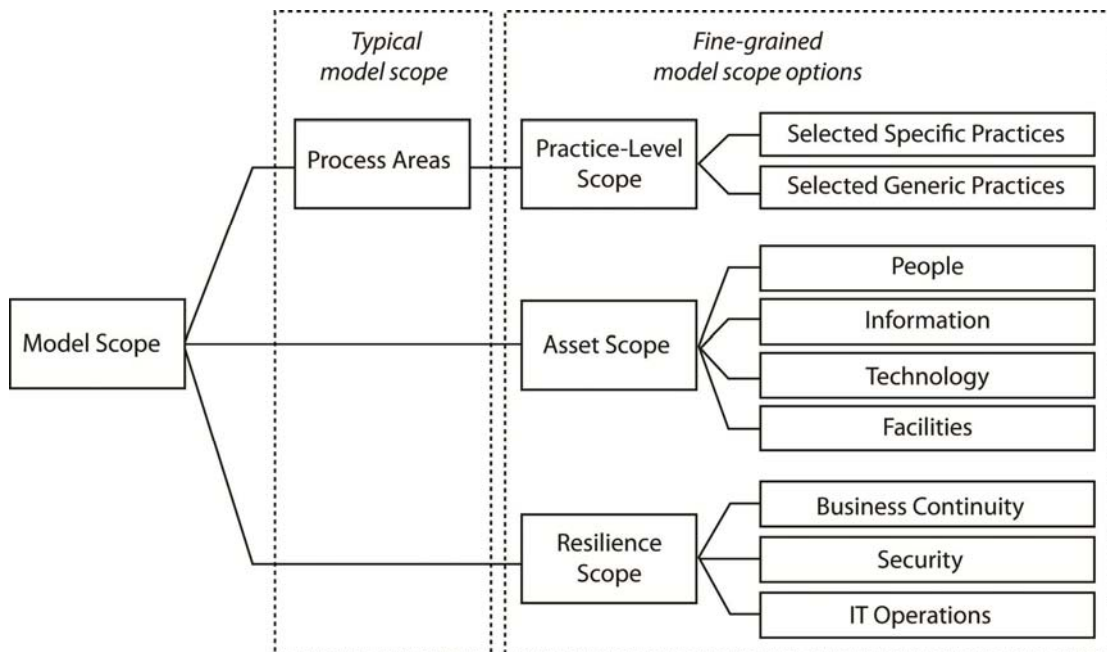 Typical
model scope
Fine-grained
model scope options
Process Areas
Practice-Level
Scope
Selected Specific Practices
Selected Generic Practices
Model Scope
Asset Scope
People
Information
Technology
Facilities
Resilience
Scope
Business Continuity
Security
IT Operations